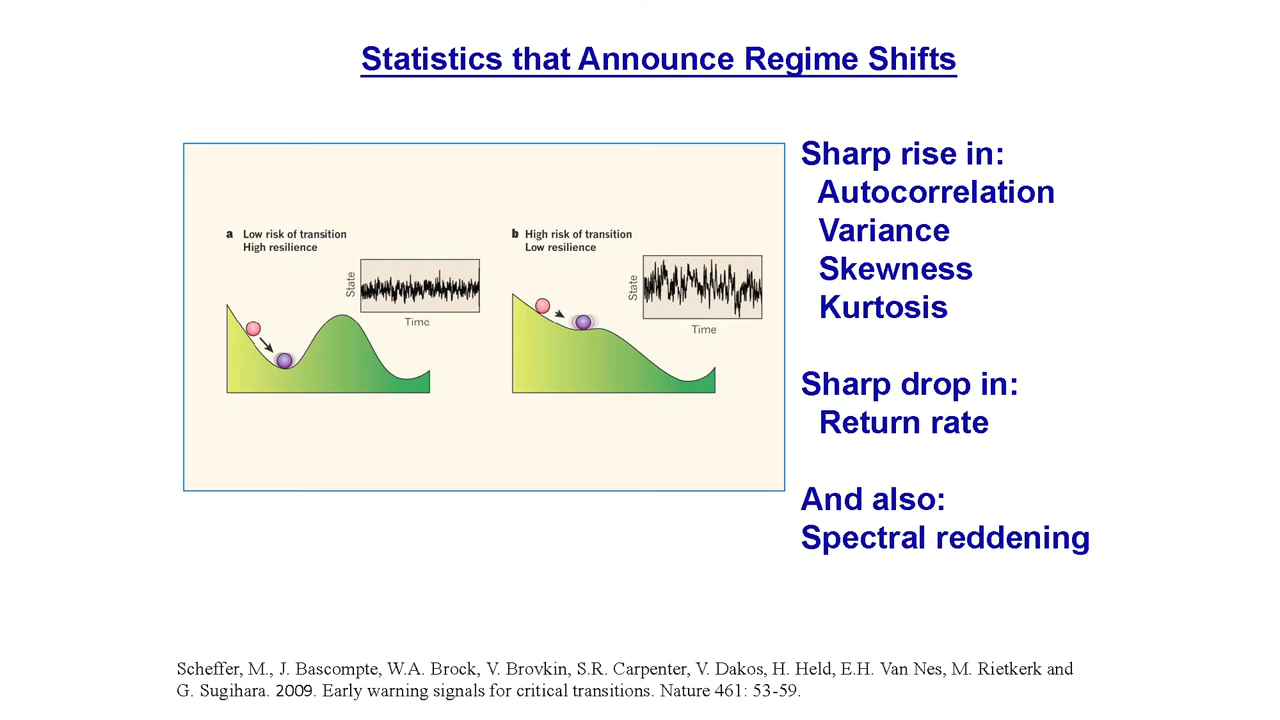 Statistics that Announce Regime Shifts
a Low risk of transition
High resilience
State
Time
b High risk of transition
Low resilience
State
Time
Sharp rise in:
Autocorrelation
Variance
Skewness
Kurtosis
Sharp drop in:
Return rate
And also:
Spectral reddening
Scheffer, M., J. Bascompte, W.A. Brock, V. Brovkin, S.R. Carpenter, V. Dakos, H. Held, E.H. Van Nes, M. Rietkerk and
G. Sugihara. 2009. Early warning signals for critical transitions. Nature 461: 53-59.